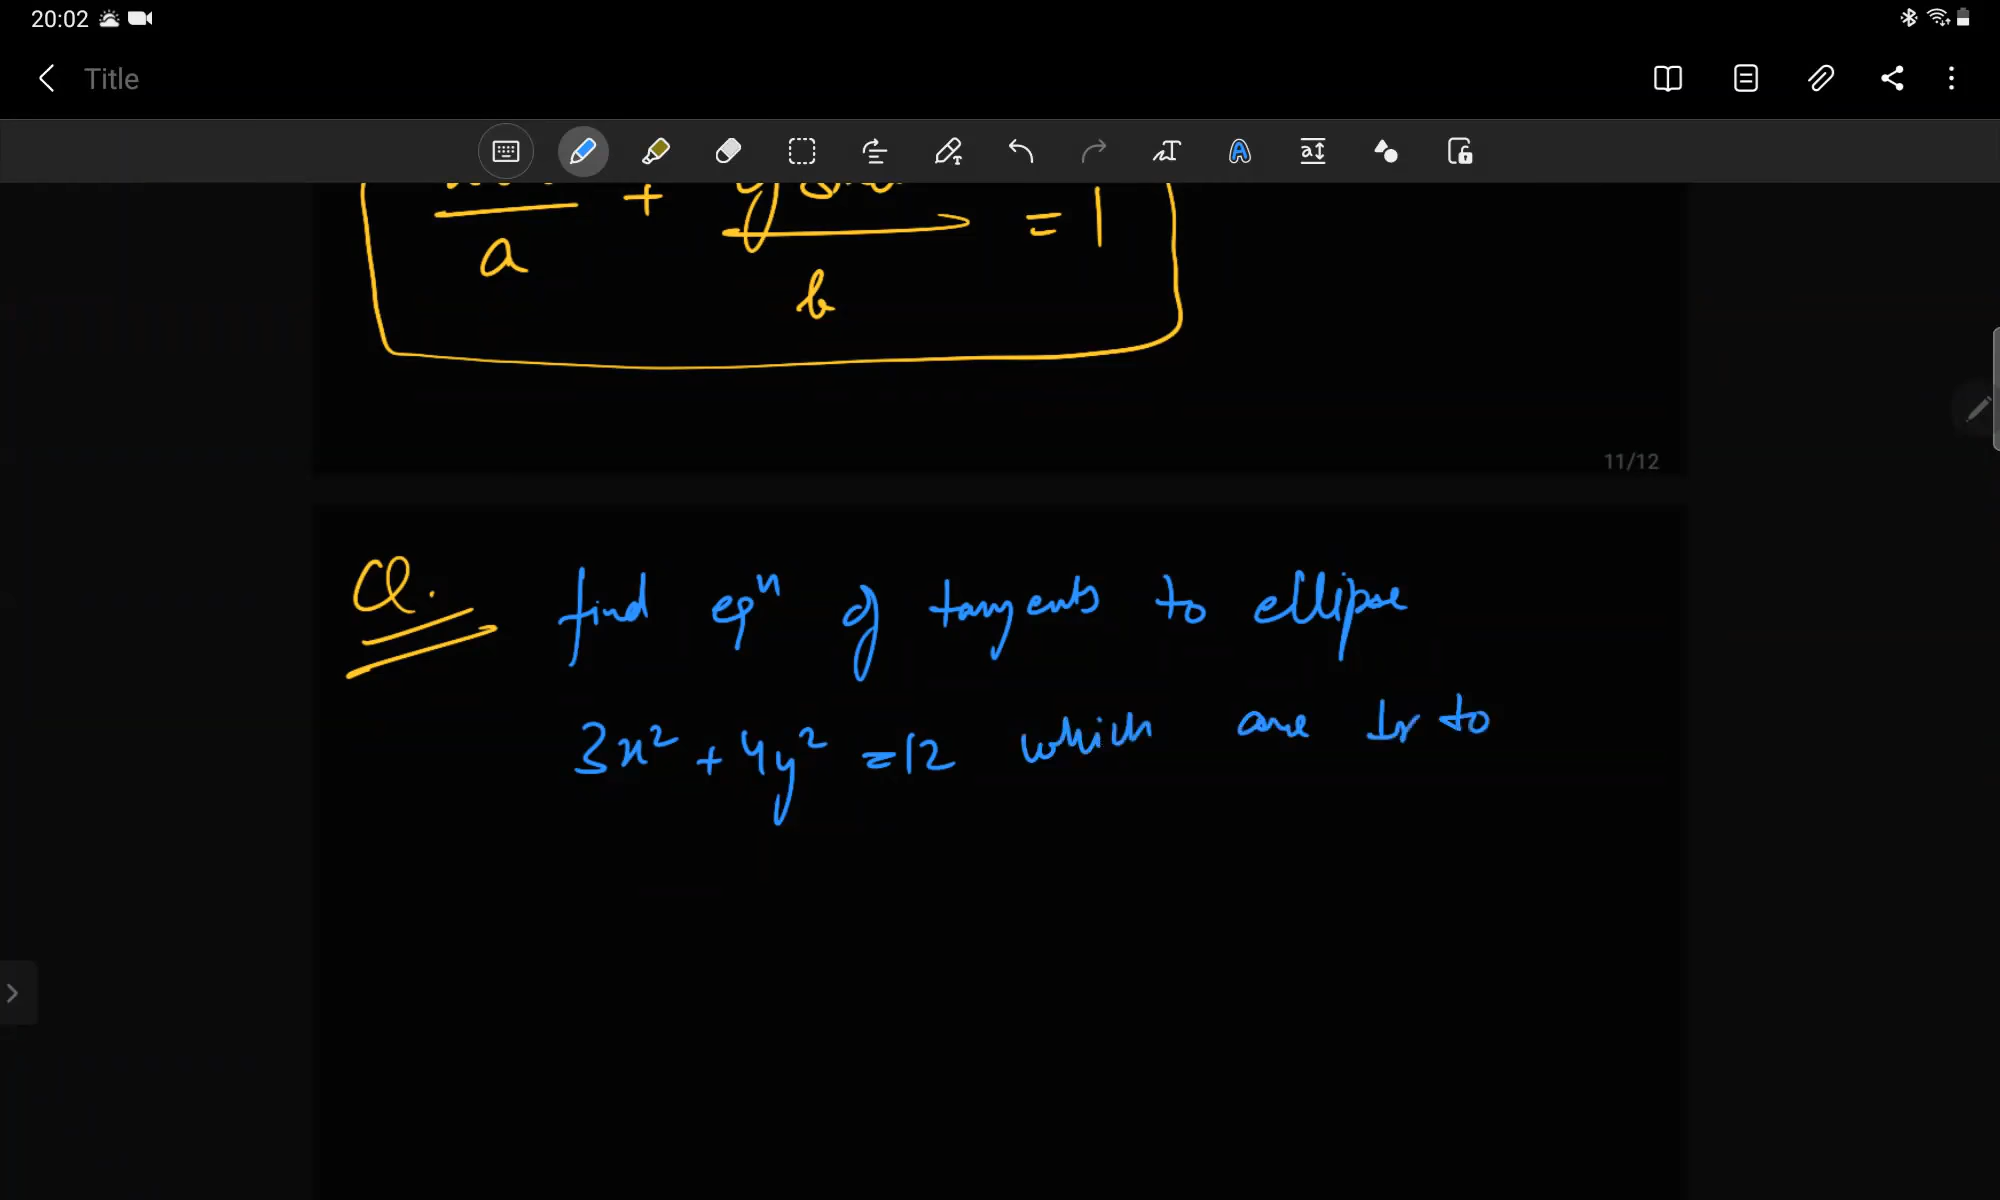 20:02
Title
a + y = 1
b
11/12
Q. find eqⁿ of tangents to ellipse
3x² + 4y² = 12 which are ⊥r to